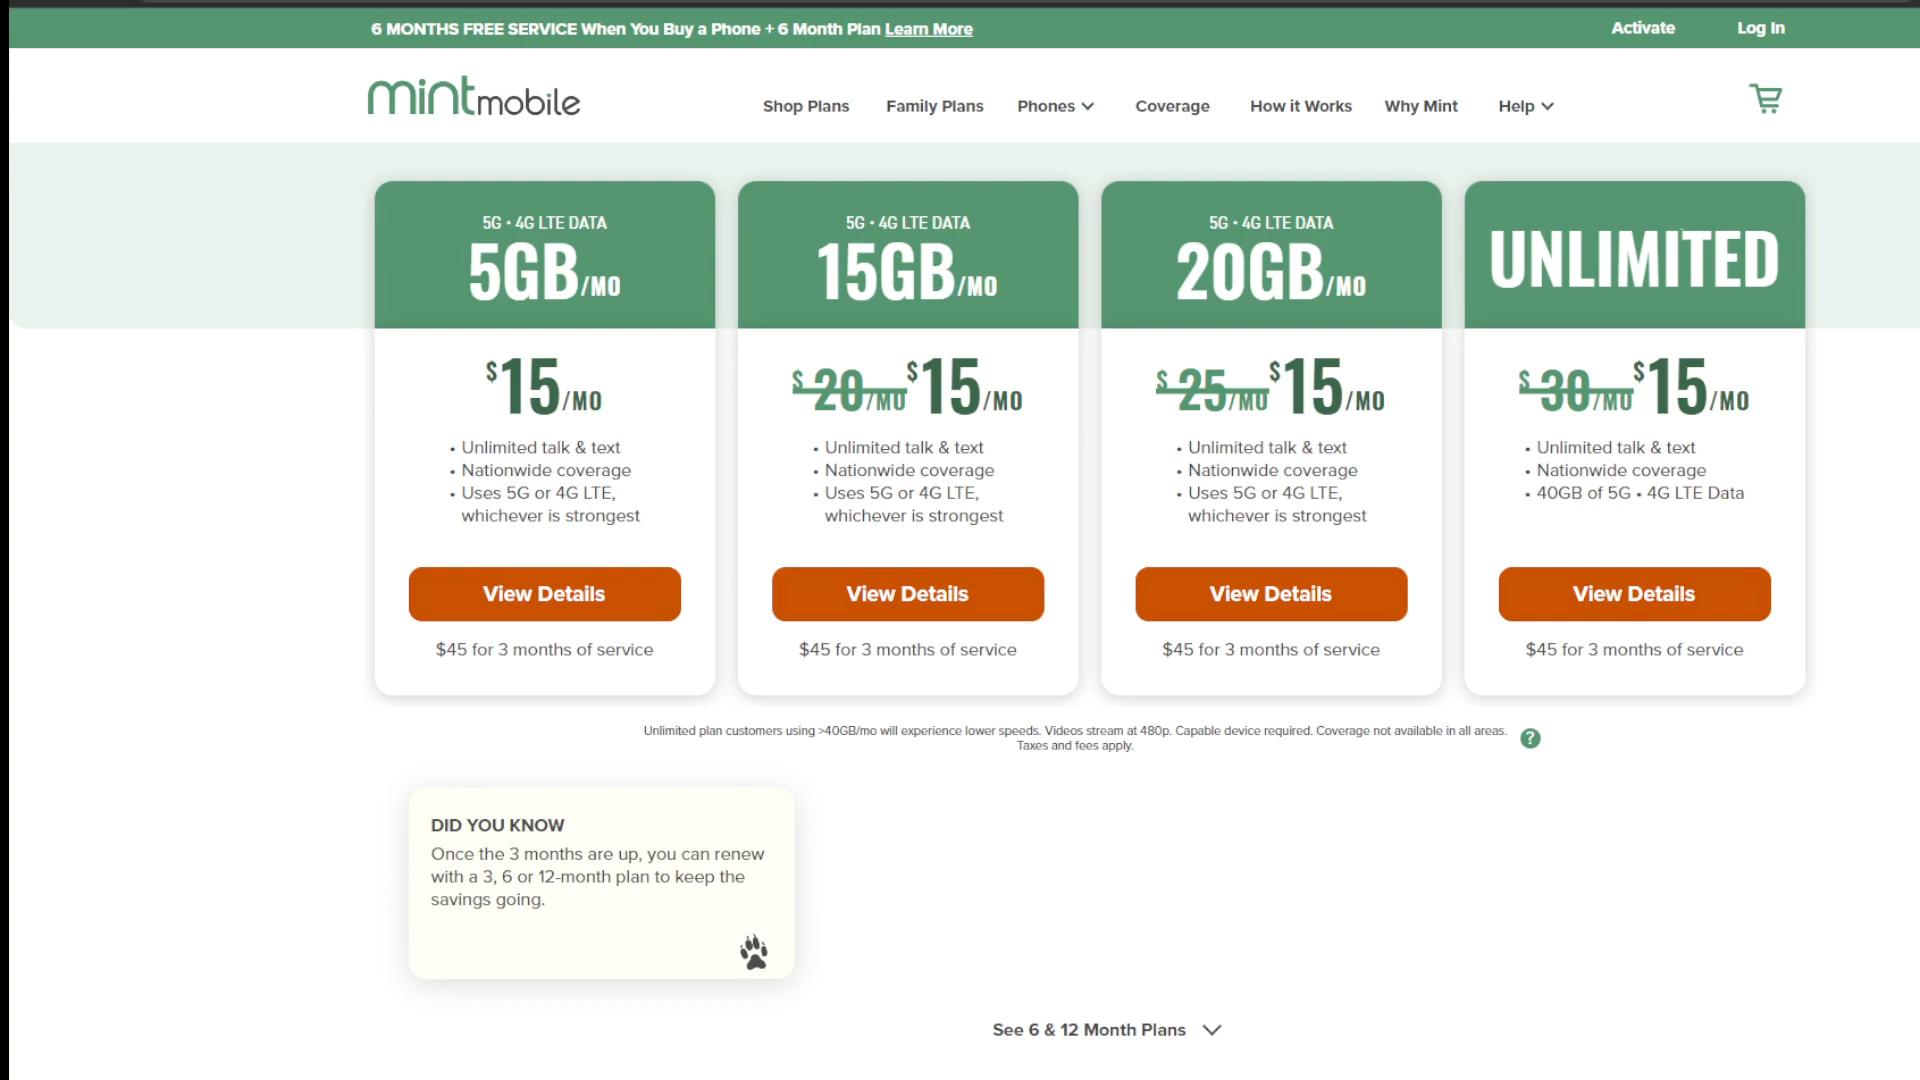 6 MONTHS FREE SERVICE When You Buy a Phone + 6 Month Plan Learn More
Activate
Log In
mintmobile
Shop Plans
Family Plans
Phones
Coverage
How it Works
Why Mint
Help
5G • 4G LTE DATA
5GB/MO
$15/MO
• Unlimited talk & text
• Nationwide coverage
• Uses 5G or 4G LTE,
whichever is strongest
View Details
$45 for 3 months of service
5G • 4G LTE DATA
15GB/MO
$20/MO $15/MO
• Unlimited talk & text
• Nationwide coverage
• Uses 5G or 4G LTE,
whichever is strongest
View Details
$45 for 3 months of service
5G • 4G LTE DATA
20GB/MO
$25/MO $15/MO
• Unlimited talk & text
• Nationwide coverage
• Uses 5G or 4G LTE,
whichever is strongest
View Details
$45 for 3 months of service
UNLIMITED
$30/MO $15/MO
• Unlimited talk & text
• Nationwide coverage
• 40GB of 5G • 4G LTE Data
View Details
$45 for 3 months of service
Unlimited plan customers using >40GB/mo will experience lower speeds. Videos stream at 480p. Capable device required. Coverage not available in all areas.
Taxes and fees apply.
?
DID YOU KNOW
Once the 3 months are up, you can renew
with a 3, 6 or 12-month plan to keep the
savings going.
See 6 & 12 Month Plans